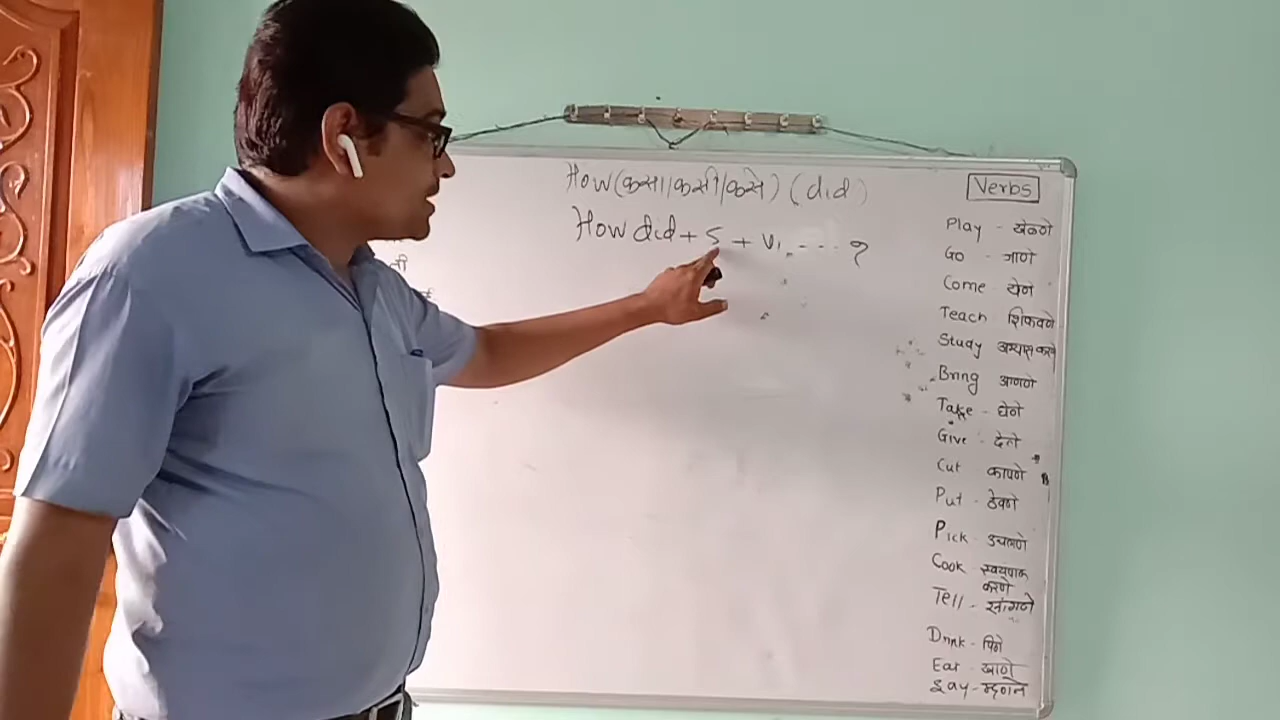 How (कसा/कसी/कसे) (did)
How did + S + V1 ---- ?
ती
Verbs
Play - खेळणे
Go - जाणे
Come येणे
Teach शिकवणे
Study अभ्यास करणे
Bring आणणे
Take - घेणे
Give - देणे
Cut कापणे
Put - ठेवणे
Pick - उचलणे
Cook स्वयपाक
करणे
Tell - सांगणे
Drink - पिणे
Eat - खाणे
Say - म्हणणे